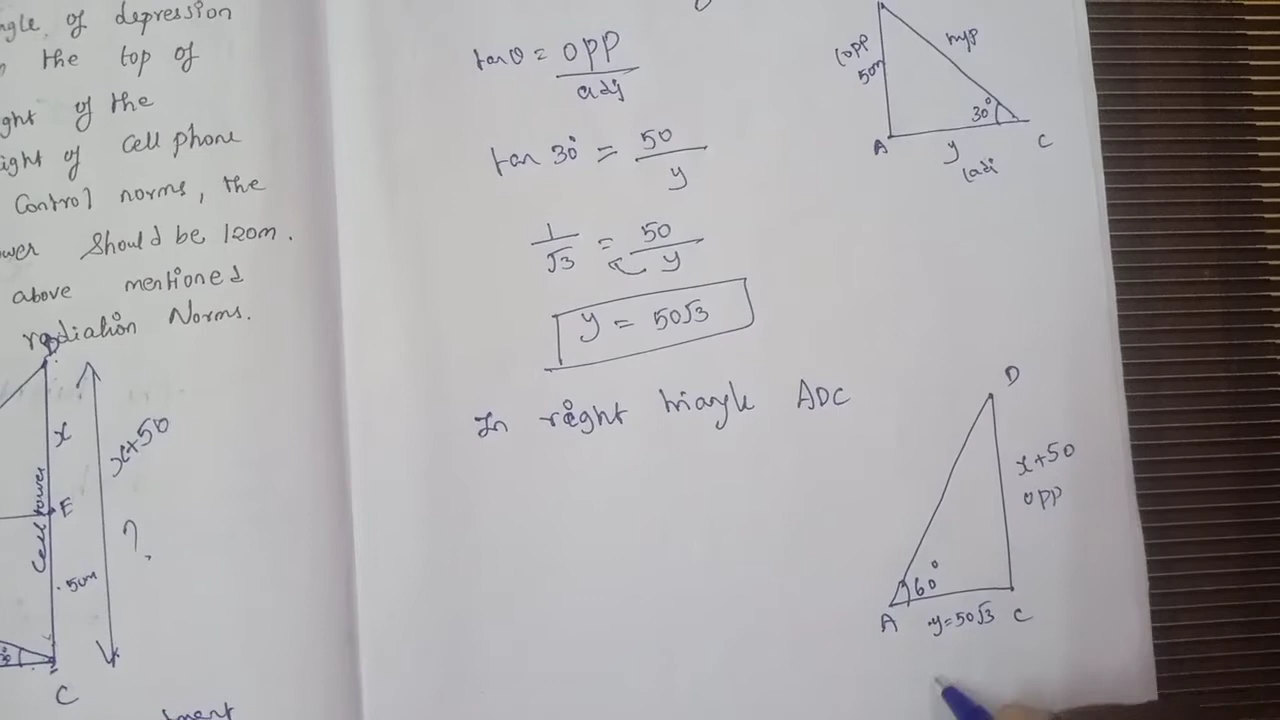 ngle of depression
the top of
ght of the
ight of cell phone
control norms, the
wer should be 120m.
above mentioned
radiation Norms.
D
x
x+50
E
cell tower
?
50m
30°
C
tanθ = opp
adj
tan 30° = 50
y
1 = 50
√3 y
y = 50√3
In right triangle ADC
(opp
50m
hyp
30°
A
y
C
(adj
D
x+50
opp
60°
A
y=50√3
C